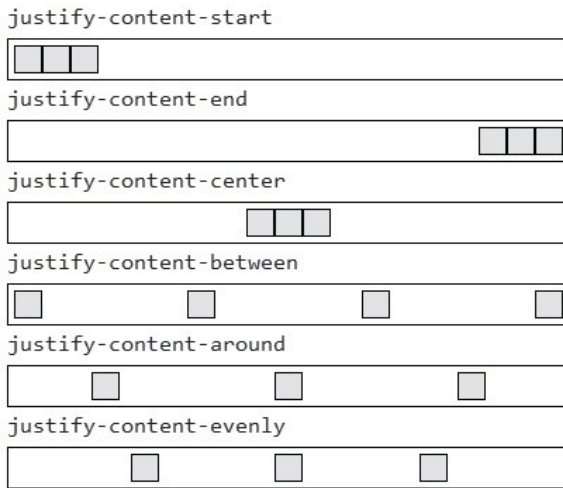 justify-content-start
justify-content-end
justify-content-center
justify-content-between
justify-content-around
justify-content-evenly